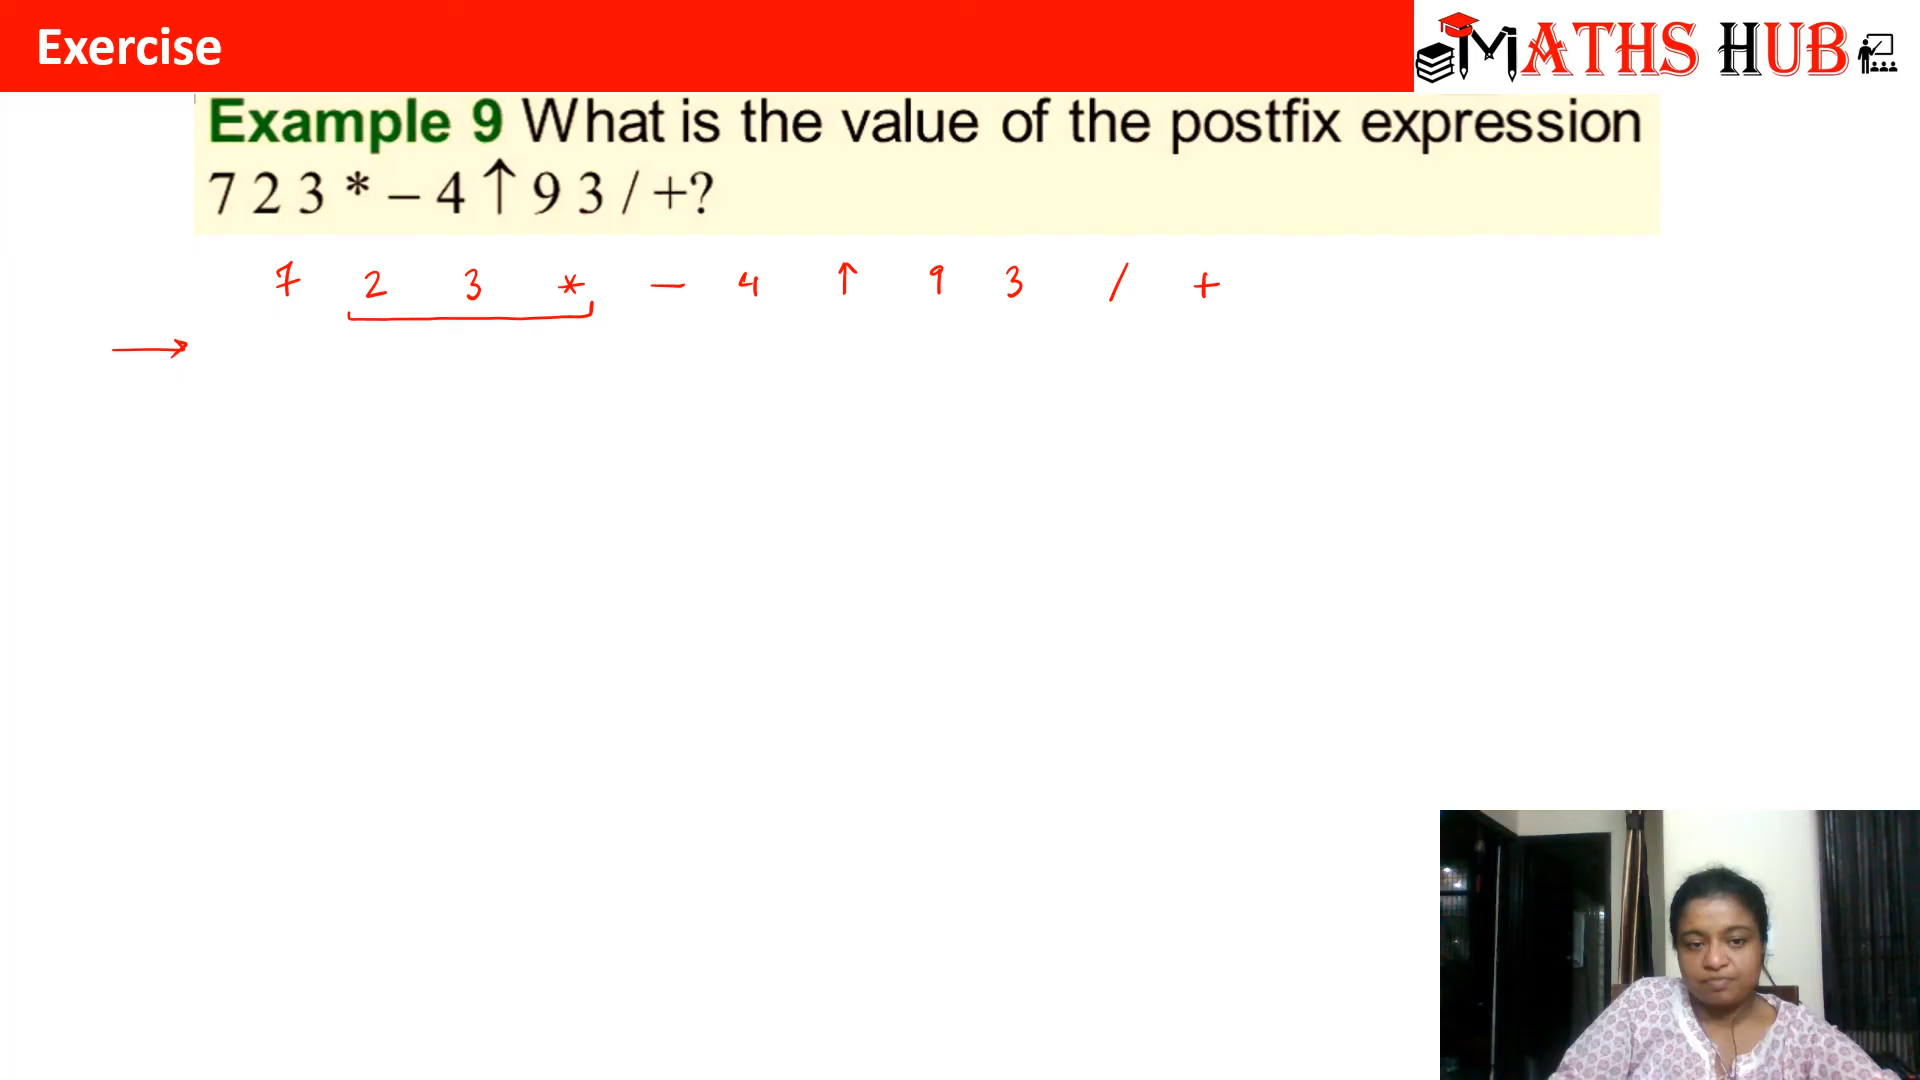 Exercise
MATHS HUB
Example 9 What is the value of the postfix expression
7 2 3 * – 4 ↑ 9 3 / +?
7 2 3 * – 4 ↑ 9 3 / +
→